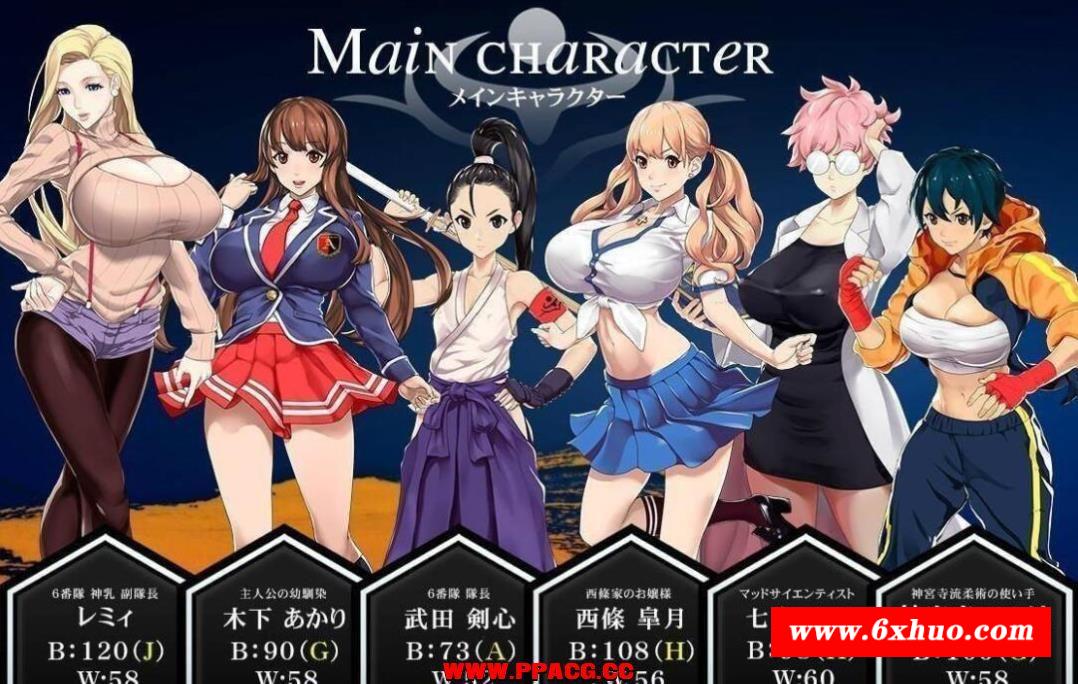 Main CHaRaCTeR
メインキャラクター
6番隊 神乳 副隊長
レミィ
B:120(J)
W:58
主人公の幼馴染
木下 あかり
B:90(G)
W:58
6番隊 隊長
武田 剣心
B:73(A)
西條家のお嬢様
西條 皐月
B:108(H)
W:56
マッドサイエンティスト
七
W:60
神宮寺流柔術の使い手
www.6xhuo.com
WWW.PPACG.CC